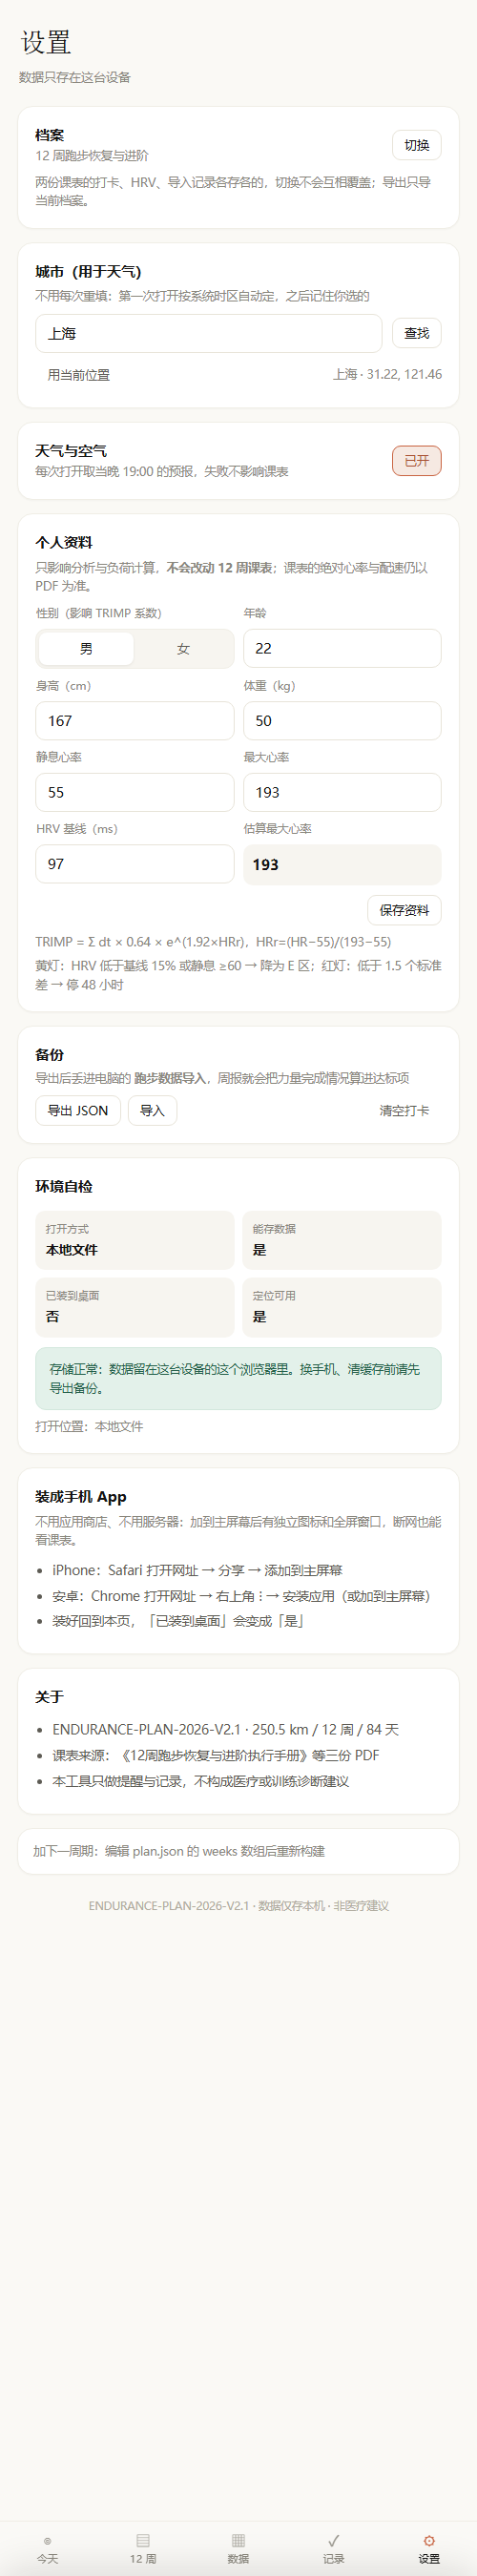 设置
数据只存在这台设备
档案
12 周跑步恢复与进阶
切换
两份课表的打卡、HRV、导入记录各存各的，切换不会互相覆盖；导出只导
当前档案。
城市（用于天气）
不用每次重填：第一次打开按系统时区自动定，之后记住你选的
上海
查找
用当前位置
上海 · 31.22, 121.46
天气与空气
每次打开取当晚 19:00 的预报，失败不影响课表
已开
个人资料
只影响分析与负荷计算，不会改动 12 周课表；课表的绝对心率与配速仍以
PDF 为准。
性别（影响 TRIMP 系数）
年龄
男
女
22
身高（cm）
体重（kg）
167
50
静息心率
最大心率
55
193
HRV 基线（ms）
估算最大心率
97
193
保存资料
TRIMP = Σ dt × 0.64 × e^(1.92×HRr)，HRr=(HR−55)/(193−55)
黄灯：HRV 低于基线 15% 或静息 ≥60 → 降为 E 区；红灯：低于 1.5 个标准
差 → 停 48 小时
备份
导出后丢进电脑的 跑步数据导入，周报就会把力量完成情况算进达标项
导出 JSON
导入
清空打卡
环境自检
打开方式
本地文件
能存数据
是
已装到桌面
否
定位可用
是
存储正常：数据留在这台设备的这个浏览器里。换手机、清缓存前请先
导出备份。
打开位置：本地文件
装成手机 App
不用应用商店、不用服务器：加到主屏幕后有独立图标和全屏窗口，断网也能
看课表。
• iPhone：Safari 打开网址 → 分享 → 添加到主屏幕
• 安卓：Chrome 打开网址 → 右上角 ⋮ → 安装应用（或加到主屏幕）
• 装好回到本页，「已装到桌面」会变成「是」
关于
• ENDURANCE-PLAN-2026-V2.1 · 250.5 km / 12 周 / 84 天
• 课表来源：《12周跑步恢复与进阶执行手册》等三份 PDF
• 本工具只做提醒与记录，不构成医疗或训练诊断建议
加下一周期：编辑 plan.json 的 weeks 数组后重新构建
ENDURANCE-PLAN-2026-V2.1 · 数据仅存本机 · 非医疗建议
今天
12 周
数据
记录
设置